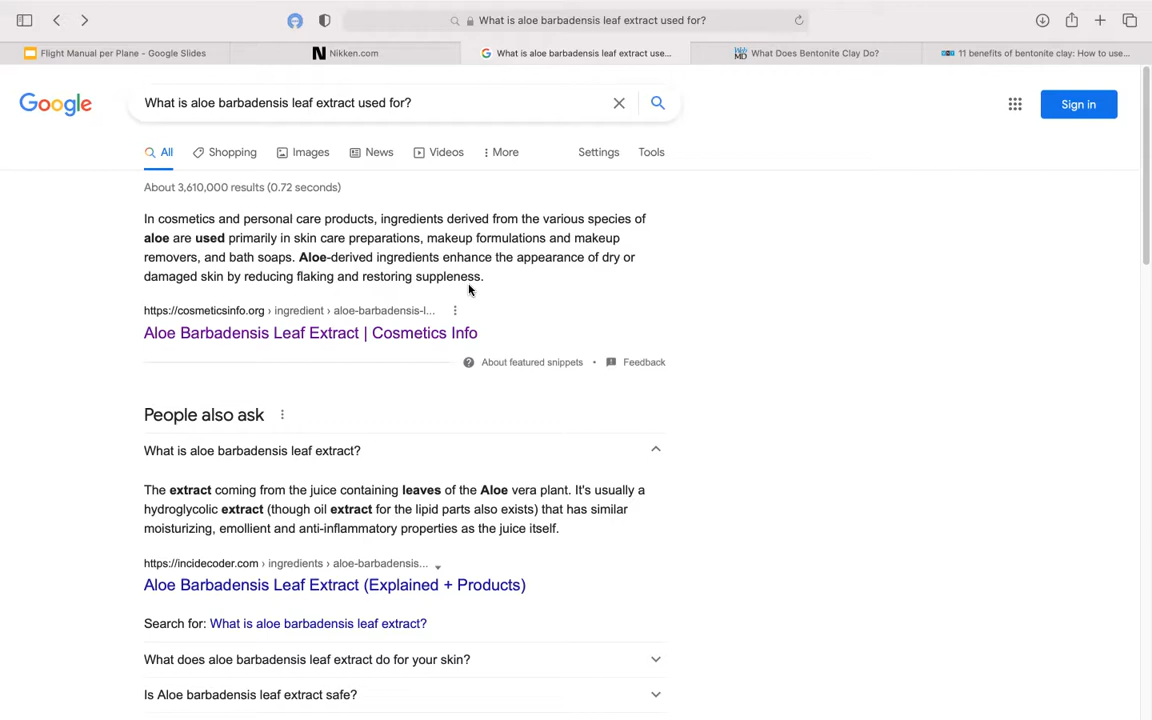 What is aloe barbadensis leaf extract used for?
Flight Manual per Plane - Google Slides
N Nikken.com
G What is aloe barbadensis leaf extract use...
What Does Bentonite Clay Do?
11 benefits of bentonite clay: How to use...
Google
What is aloe barbadensis leaf extract used for?
Sign in
All Shopping Images News Videos More Settings Tools
About 3,610,000 results (0.72 seconds)
In cosmetics and personal care products, ingredients derived from the various species of
aloe are used primarily in skin care preparations, makeup formulations and makeup
removers, and bath soaps. Aloe-derived ingredients enhance the appearance of dry or
damaged skin by reducing flaking and restoring suppleness.
https://cosmeticsinfo.org › ingredient › aloe-barbadensis-l...
Aloe Barbadensis Leaf Extract | Cosmetics Info
About featured snippets • Feedback
People also ask
What is aloe barbadensis leaf extract?
The extract coming from the juice containing leaves of the Aloe vera plant. It's usually a
hydroglycolic extract (though oil extract for the lipid parts also exists) that has similar
moisturizing, emollient and anti-inflammatory properties as the juice itself.
https://incidecoder.com › ingredients › aloe-barbadensis...
Aloe Barbadensis Leaf Extract (Explained + Products)
Search for: What is aloe barbadensis leaf extract?
What does aloe barbadensis leaf extract do for your skin?
Is Aloe barbadensis leaf extract safe?